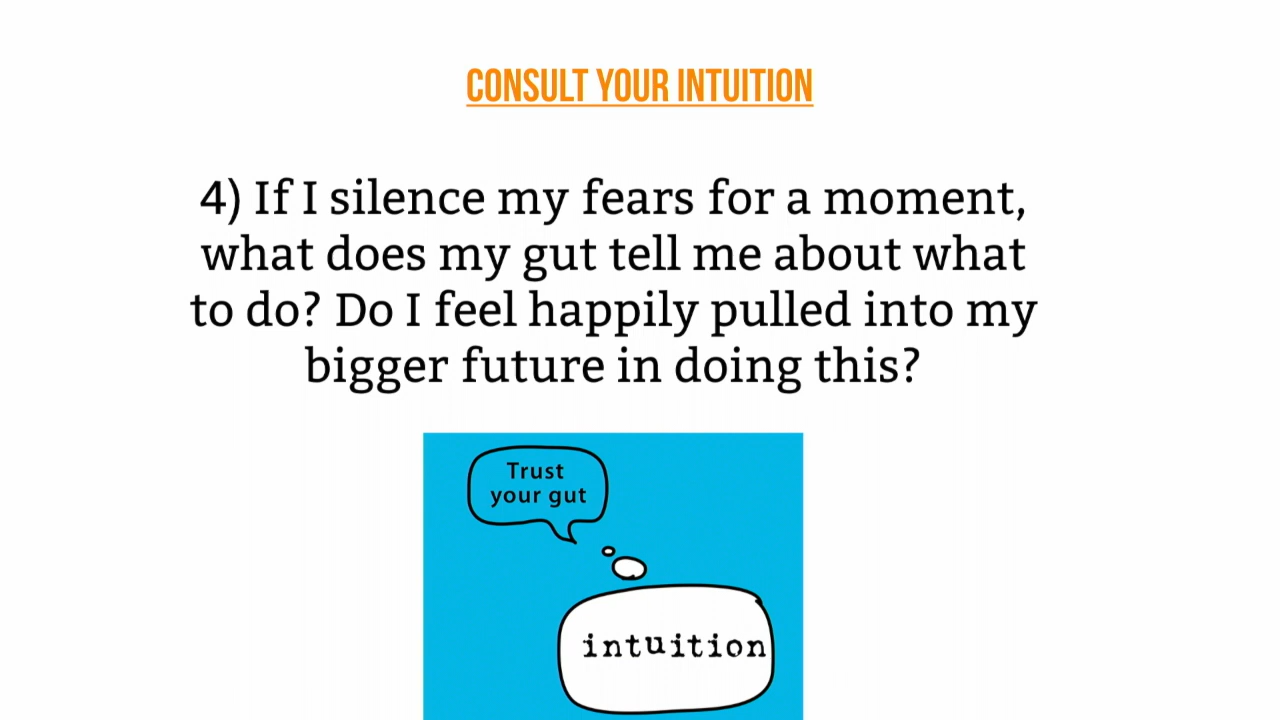 CONSULT YOUR INTUITION
4) If I silence my fears for a moment,
what does my gut tell me about what
to do? Do I feel happily pulled into my
bigger future in doing this?
Trust
your gut
intuition